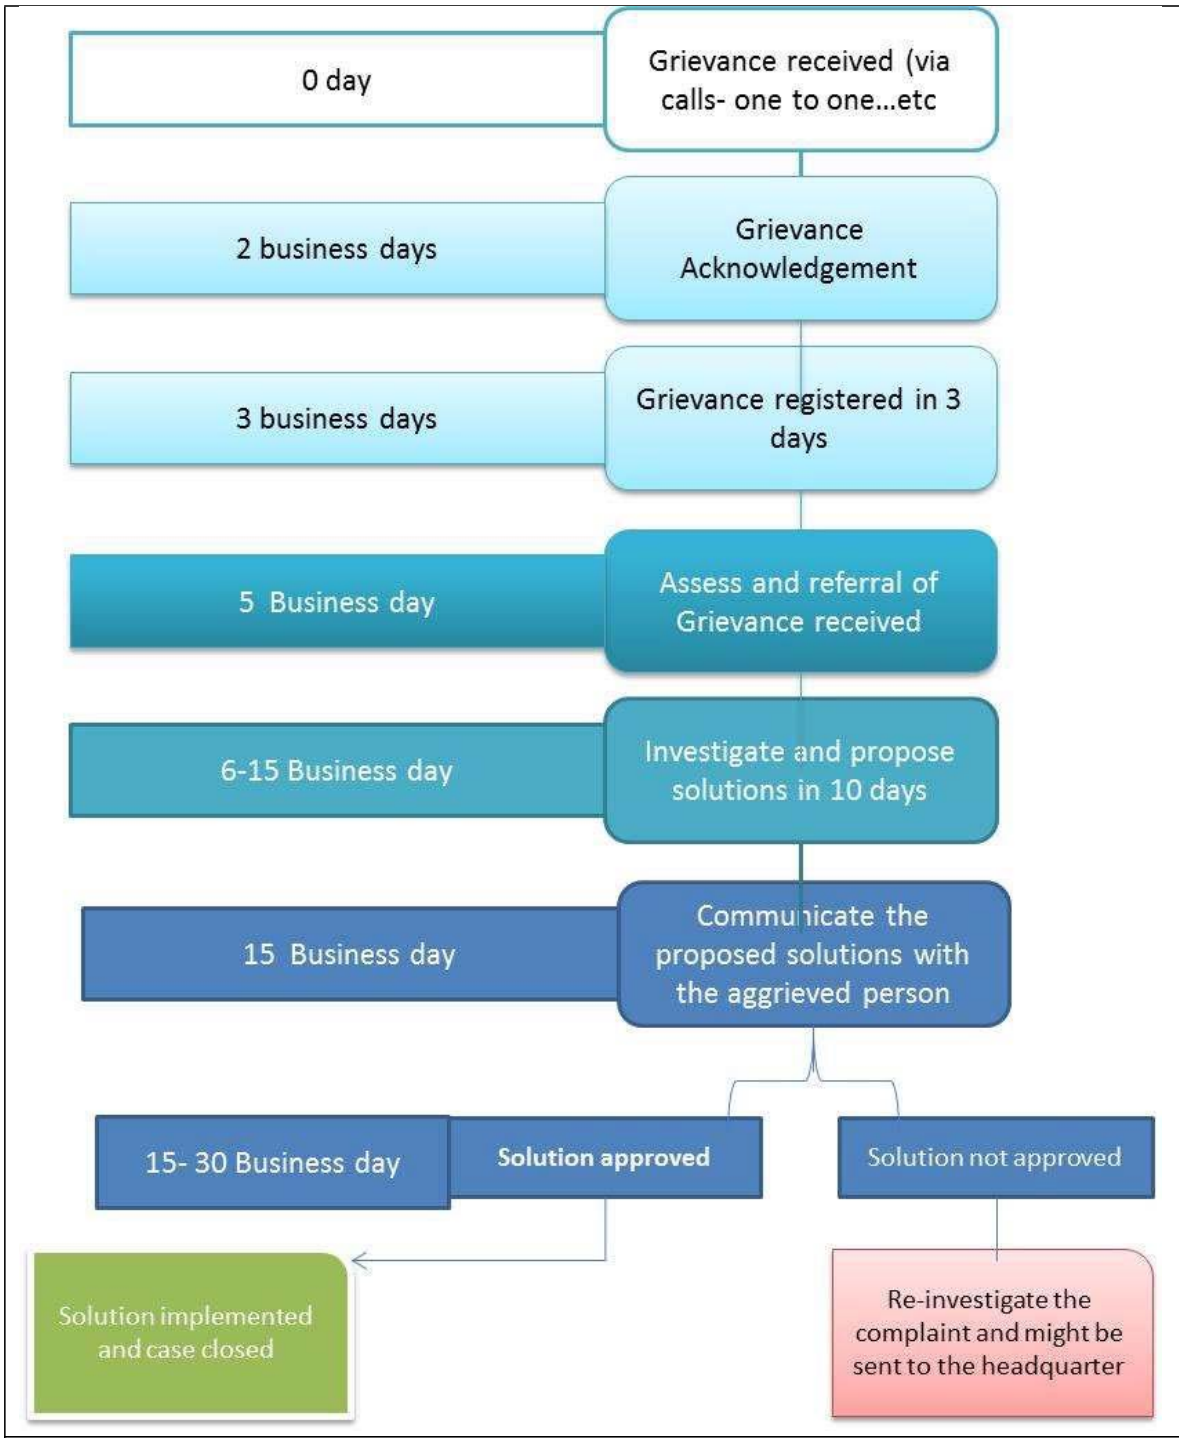 0 day
Grievance received (via
calls- one to one...etc
2 business days
Grievance
Acknowledgement
3 business days
Grievance registered in 3
days
5 Business day
Assess and referral of
Grievance received
6-15 Business day
Investigate and propose
solutions in 10 days
15 Business day
Communicate the
proposed solutions with
the aggrieved person
15- 30 Business day
Solution approved
Solution not approved
Solution implemented
and case closed
Re-investigate the
complaint and might be
sent to the headquarter